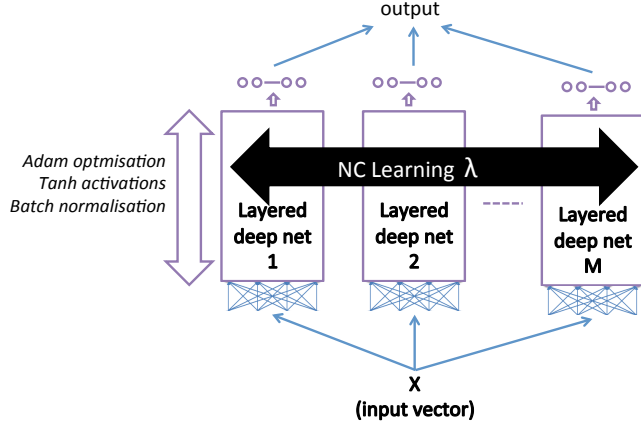 output
Adam optmisation
Tanh activations
Batch normalisation
NC Learning λ
Layered
deep net
1
Layered
deep net
2
Layered
deep net
M
X
(input vector)